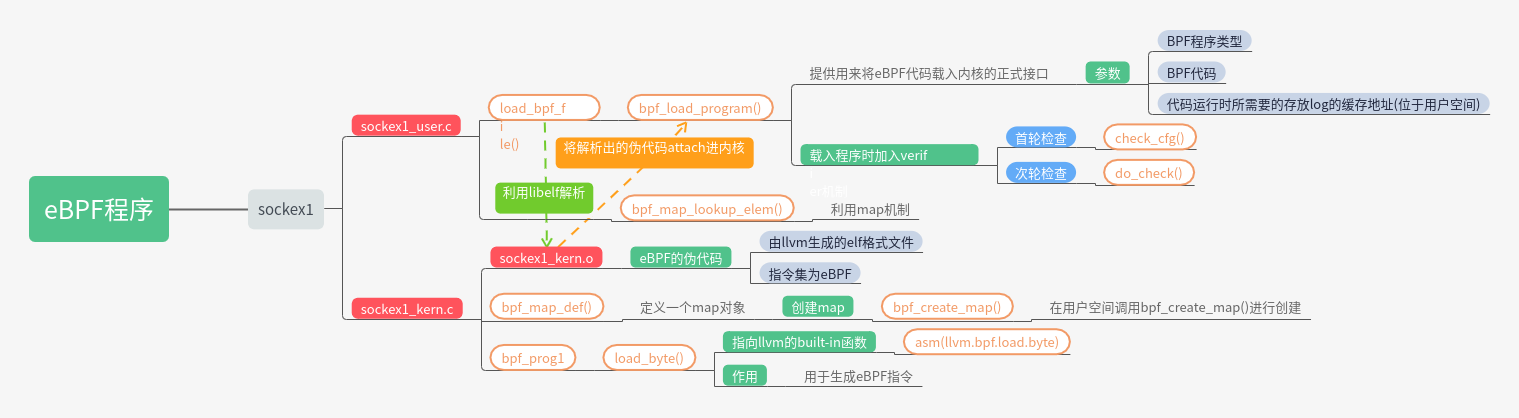 eBPF程序
sockex1
sockex1_user.c
load_bpf_f
i
le()
bpf_load_program()
提供用来将eBPF代码载入内核的正式接口
参数
BPF程序类型
BPF代码
代码运行时所需要的存放log的缓存地址(位于用户空间)
载入程序时加入verif
i
er机制
首轮检查
check_cfg()
次轮检查
do_check()
将解析出的伪代码attach进内核
利用libelf解析
bpf_map_lookup_elem()
利用map机制
sockex1_kern.c
sockex1_kern.o
eBPF的伪代码
由llvm生成的elf格式文件
指令集为eBPF
bpf_map_def()
定义一个map对象
创建map
bpf_create_map()
在用户空间调用bpf_create_map()进行创建
bpf_prog1
load_byte()
指向llvm的built-in函数
asm(llvm.bpf.load.byte)
作用
用于生成eBPF指令